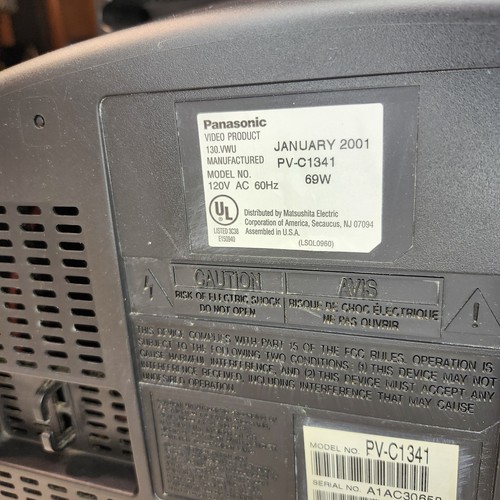 Panasonic
VIDEO PRODUCT
130.VWU
MANUFACTURED JANUARY 2001
MODEL NO. PV-C1341
120V AC 60Hz 69W
UL
LISTED 3C38
E150940
Distributed by Matsushita Electric
Corporation of America, Secaucus, NJ 07094
Assembled in U.S.A.
(LSQL0960)
CAUTION
RISK OF ELECTRIC SHOCK
DO NOT OPEN
AVIS
RISQUE DE CHOC ÉLECTRIQUE
NE PAS OUVRIR
THIS DEVICE COMPLIES WITH PART 15 OF THE FCC RULES. OPERATION IS
SUBJECT TO THE FOLLOWING TWO CONDITIONS: (1) THIS DEVICE MAY NOT
CAUSE HARMFUL INTERFERENCE, AND (2) THIS DEVICE MUST ACCEPT ANY
INTERFERENCE RECEIVED, INCLUDING INTERFERENCE THAT MAY CAUSE
UNDESIRED OPERATION.
MODEL NO. PV-C1341
SERIAL NO. A1AC30658